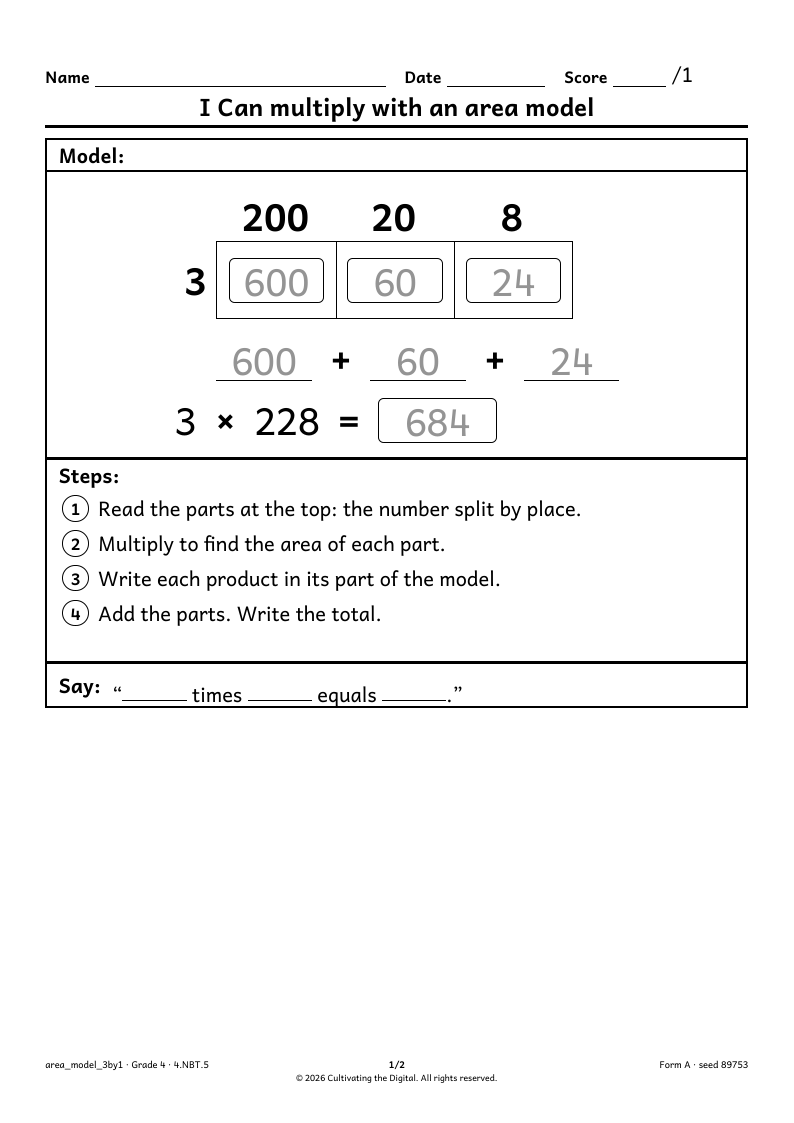 Name Date Score /1
I Can multiply with an area model
Model:
200 20 8
3 600 60 24
600 + 60 + 24
3 × 228 = 684
Steps:
1 Read the parts at the top: the number split by place.
2 Multiply to find the area of each part.
3 Write each product in its part of the model.
4 Add the parts. Write the total.
Say: “______ times ______ equals ______.”
area_model_3by1 · Grade 4 · 4.NBT.5 1/2 Form A · seed 89753
© 2026 Cultivating the Digital. All rights reserved.